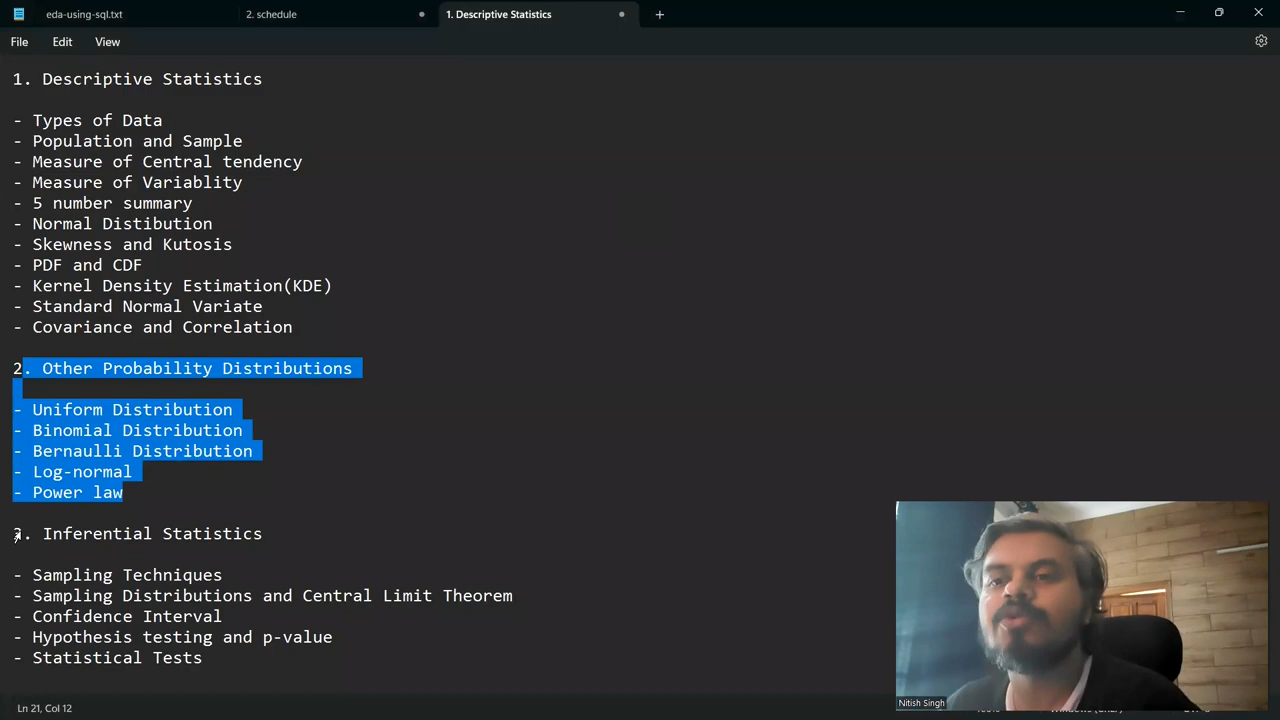 eda-using-sql.txt
2. schedule
1. Descriptive Statistics
File Edit View
1. Descriptive Statistics
- Types of Data
- Population and Sample
- Measure of Central tendency
- Measure of Variablity
- 5 number summary
- Normal Distibution
- Skewness and Kutosis
- PDF and CDF
- Kernel Density Estimation(KDE)
- Standard Normal Variate
- Covariance and Correlation
2. Other Probability Distributions
- Uniform Distribution
- Binomial Distribution
- Bernaulli Distribution
- Log-normal
- Power law
3. Inferential Statistics
- Sampling Techniques
- Sampling Distributions and Central Limit Theorem
- Confidence Interval
- Hypothesis testing and p-value
- Statistical Tests
Nitish Singh
Ln 21, Col 12